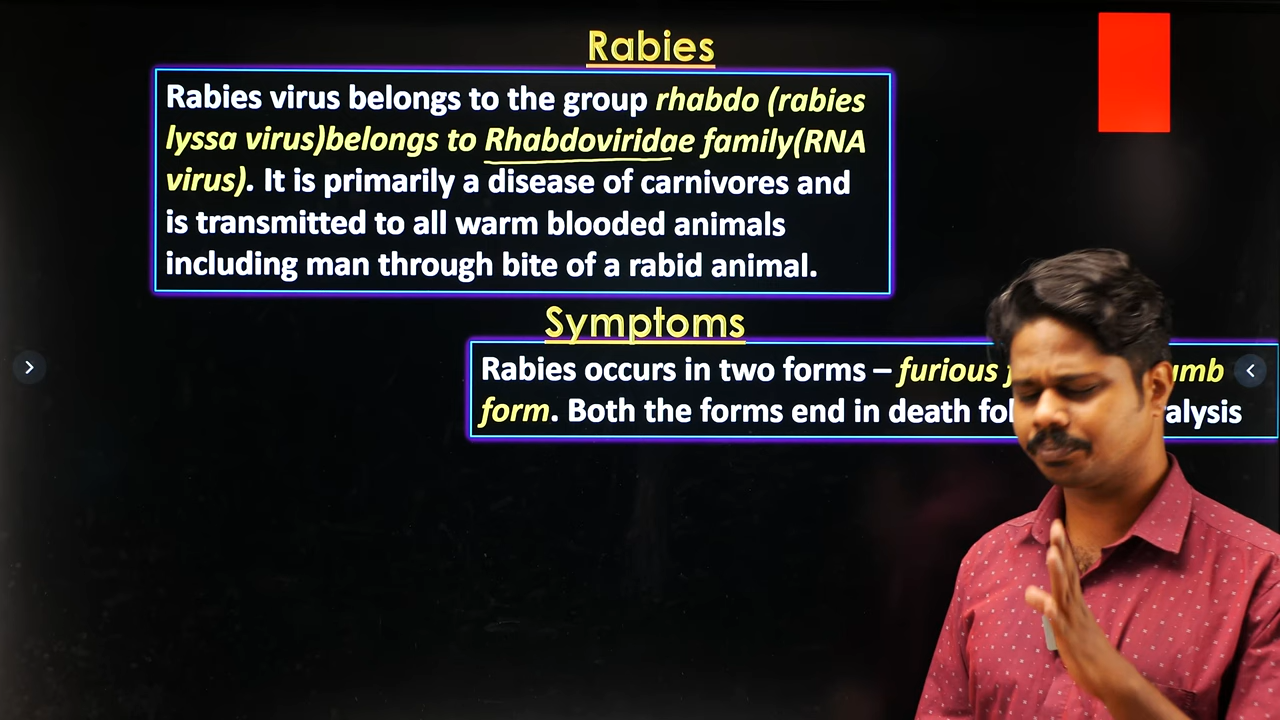 Rabies
Rabies virus belongs to the group rhabdo (rabies
lyssa virus)belongs to Rhabdoviridae family(RNA
virus). It is primarily a disease of carnivores and
is transmitted to all warm blooded animals
including man through bite of a rabid animal.
Symptoms
Rabies occurs in two forms – furious
form. Both the forms end in death